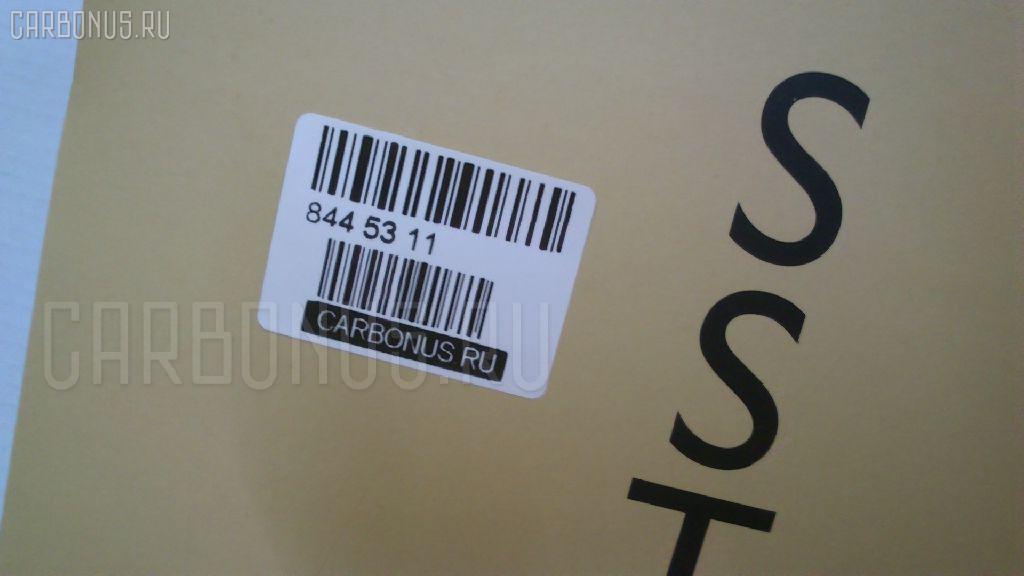 CARBONUS.RU
844 53 11
CARBONUS RU
CARBONUS.RU
S
S
T